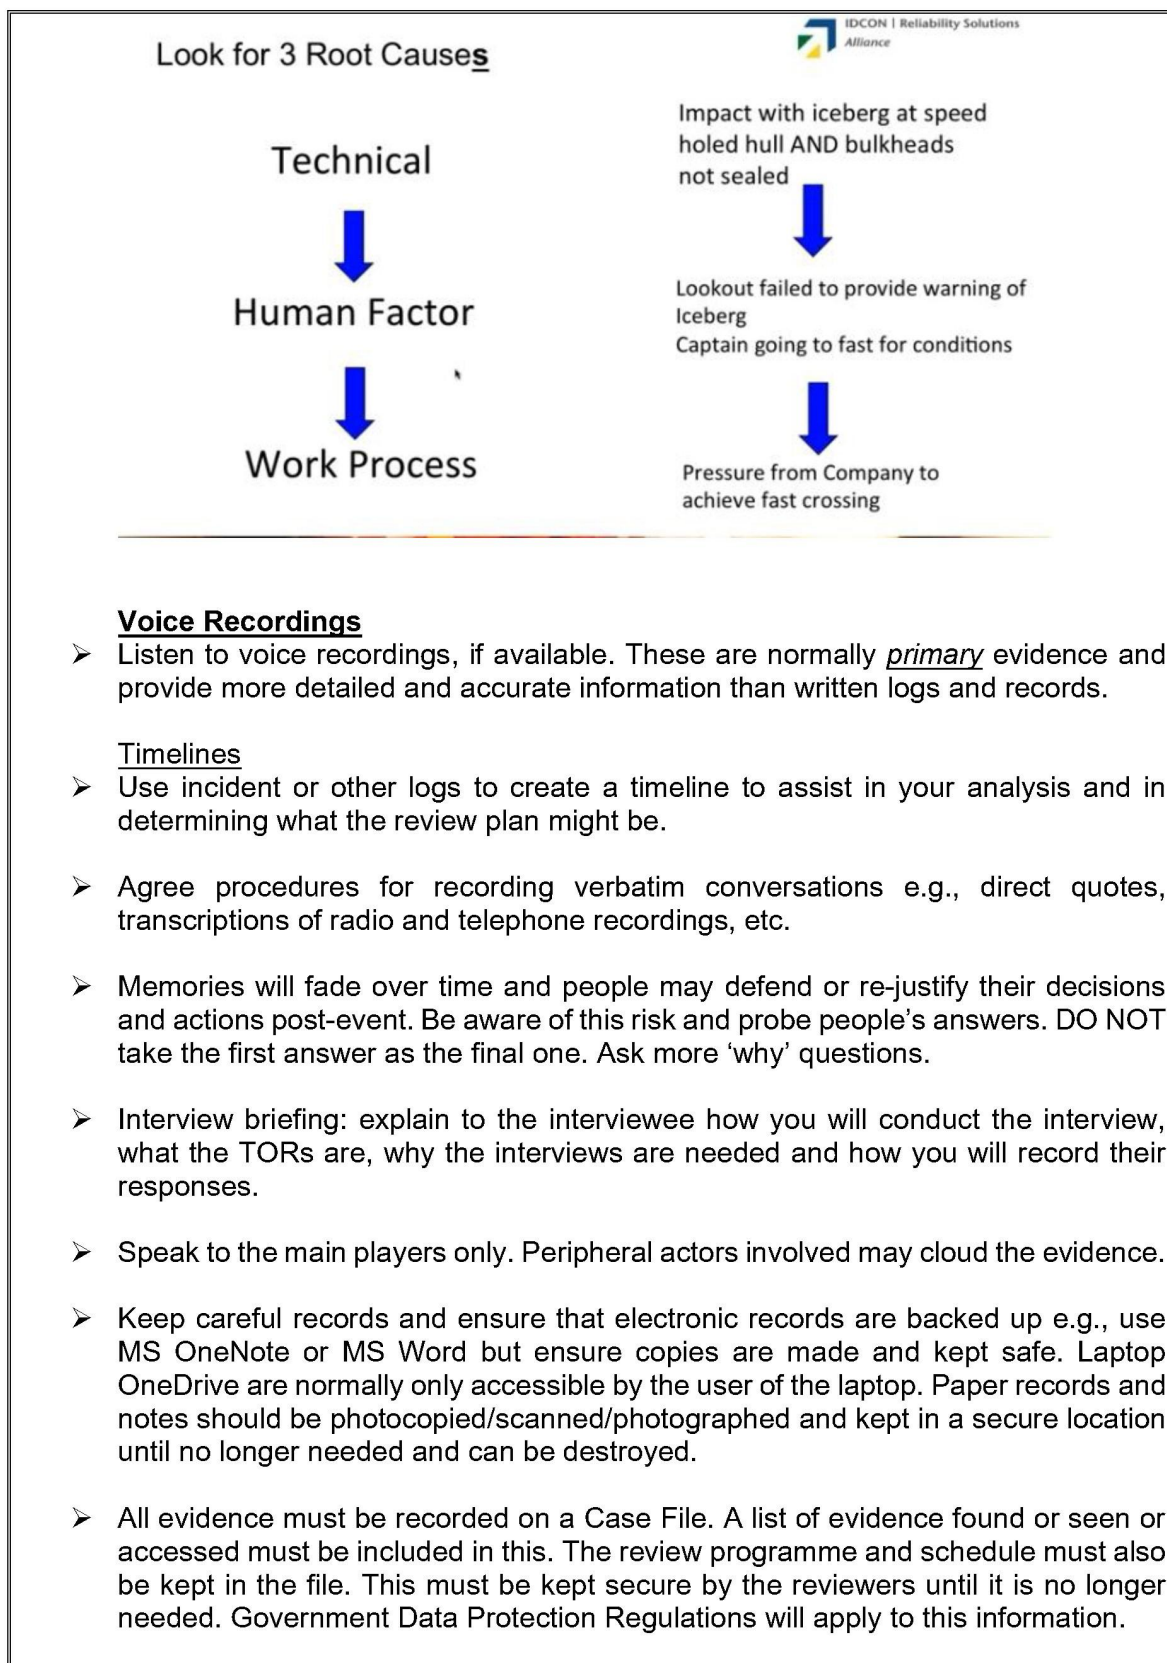 Look for 3 Root Causes
IDCON | Reliability Solutions
Alliance
Technical
Human Factor
Work Process
Impact with iceberg at speed
holed hull AND bulkheads
not sealed
Lookout failed to provide warning of
Iceberg
Captain going to fast for conditions
Pressure from Company to
achieve fast crossing
Voice Recordings
➢ Listen to voice recordings, if available. These are normally primary evidence and
provide more detailed and accurate information than written logs and records.
Timelines
➢ Use incident or other logs to create a timeline to assist in your analysis and in
determining what the review plan might be.
➢ Agree procedures for recording verbatim conversations e.g., direct quotes,
transcriptions of radio and telephone recordings, etc.
➢ Memories will fade over time and people may defend or re-justify their decisions
and actions post-event. Be aware of this risk and probe people’s answers. DO NOT
take the first answer as the final one. Ask more ‘why’ questions.
➢ Interview briefing: explain to the interviewee how you will conduct the interview,
what the TORs are, why the interviews are needed and how you will record their
responses.
➢ Speak to the main players only. Peripheral actors involved may cloud the evidence.
➢ Keep careful records and ensure that electronic records are backed up e.g., use
MS OneNote or MS Word but ensure copies are made and kept safe. Laptop
OneDrive are normally only accessible by the user of the laptop. Paper records and
notes should be photocopied/scanned/photographed and kept in a secure location
until no longer needed and can be destroyed.
➢ All evidence must be recorded on a Case File. A list of evidence found or seen or
accessed must be included in this. The review programme and schedule must also
be kept in the file. This must be kept secure by the reviewers until it is no longer
needed. Government Data Protection Regulations will apply to this information.